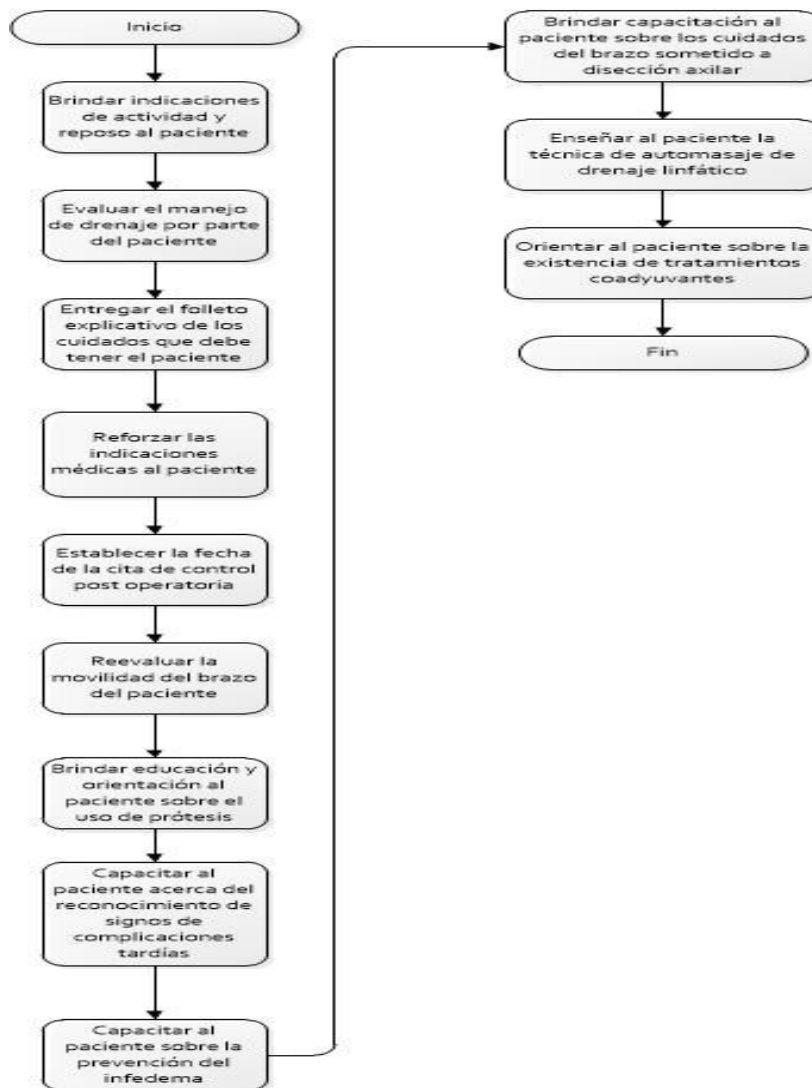 Inicio
Brindar indicaciones
de actividad y
reposo al paciente
Evaluar el manejo
de drenaje por parte
del paciente
Entregar el folleto
explicativo de los
cuidados que debe
tener el paciente
Reforzar las
indicaciones
médicas al paciente
Establecer la fecha
de la cita de control
post operatoria
Reevaluar la
movilidad del brazo
del paciente
Brindar educación y
orientación al
paciente sobre el
uso de prótesis
Capacitar al
paciente acerca del
reconocimiento de
signos de
complicaciones
tardías
Capacitar al
paciente sobre la
prevención del
infedema
Brindar capacitación al
paciente sobre los cuidados
del brazo sometido a
disección axilar
Enseñar al paciente la
técnica de automasaje de
drenaje linfático
Orientar al paciente sobre la
existencia de tratamientos
coadyuvantes
Fin